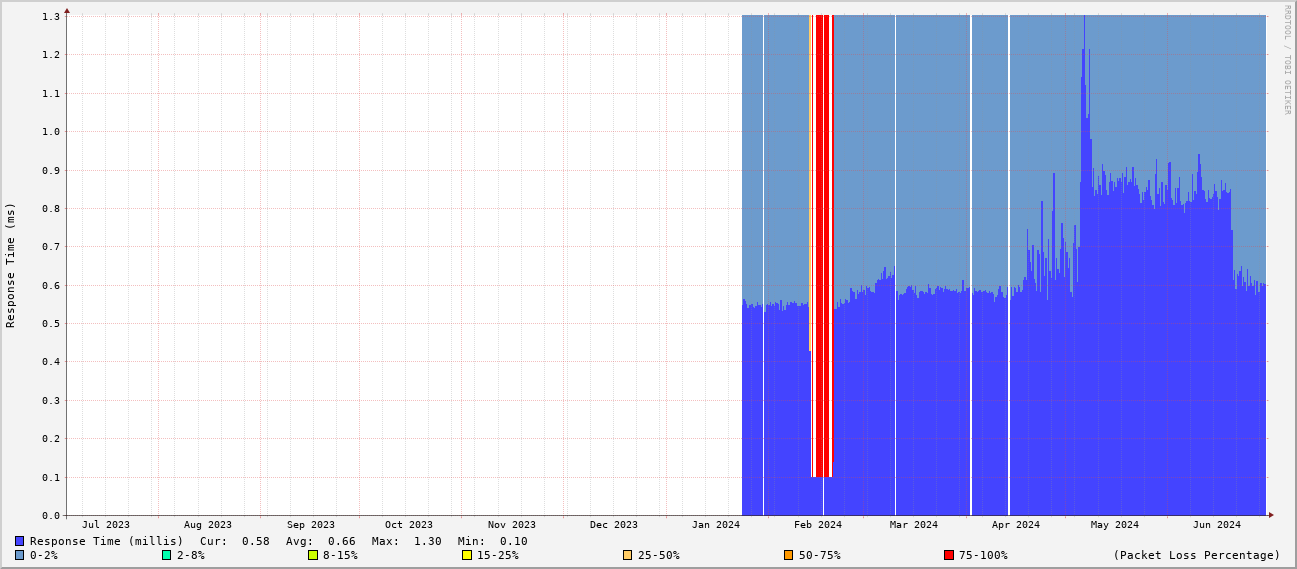 RRDTOOL / TOBI OETIKER
Response Time (ms)
1.3
1.2
1.1
1.0
0.9
0.8
0.7
0.6
0.5
0.4
0.3
0.2
0.1
0.0
Jul 2023 Aug 2023 Sep 2023 Oct 2023 Nov 2023 Dec 2023 Jan 2024 Feb 2024 Mar 2024 Apr 2024 May 2024 Jun 2024
Response Time (millis) Cur: 0.58 Avg: 0.66 Max: 1.30 Min: 0.10
0-2% 2-8% 8-15% 15-25% 25-50% 50-75% 75-100% (Packet Loss Percentage)